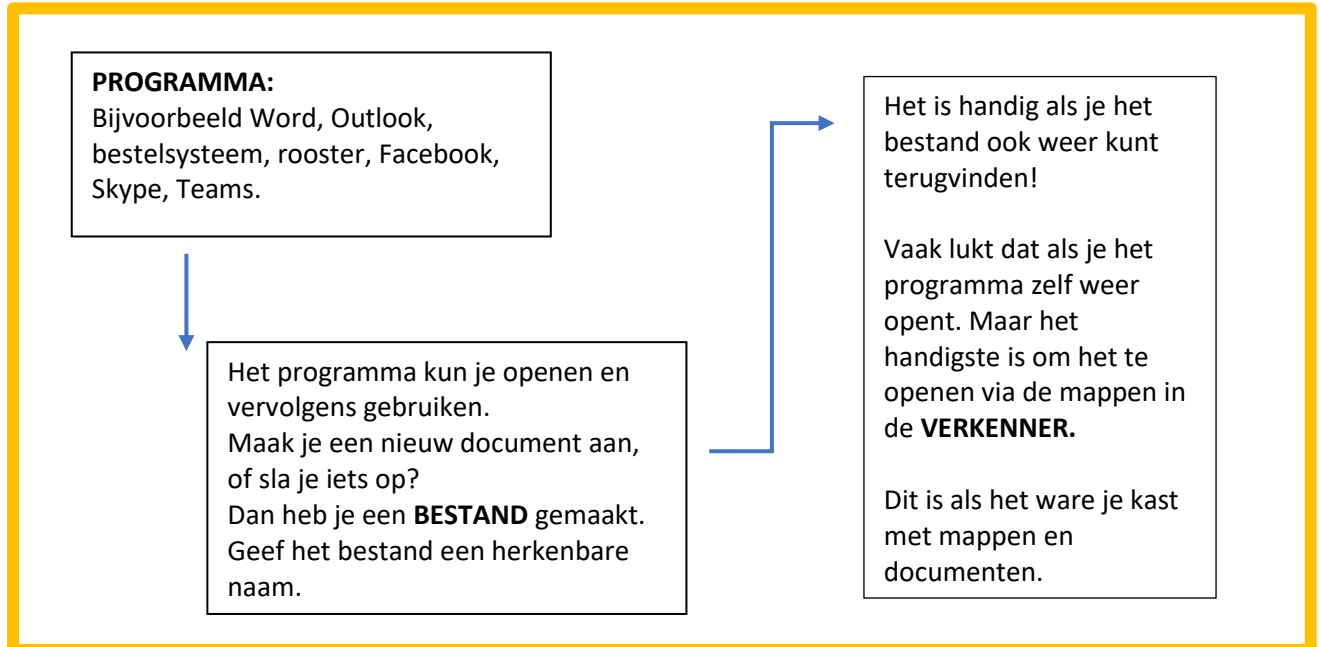 PROGRAMMA:
Bijvoorbeeld Word, Outlook,
bestelsysteem, rooster, Facebook,
Skype, Teams.
Het programma kun je openen en
vervolgens gebruiken.
Maak je een nieuw document aan,
of sla je iets op?
Dan heb je een BESTAND gemaakt.
Geef het bestand een herkenbare
naam.
Het is handig als je het
bestand ook weer kunt
terugvinden!
Vaak lukt dat als je het
programma zelf weer
opent. Maar het
handigste is om het te
openen via de mappen in
de VERKENNER.
Dit is als het ware je kast
met mappen en
documenten.